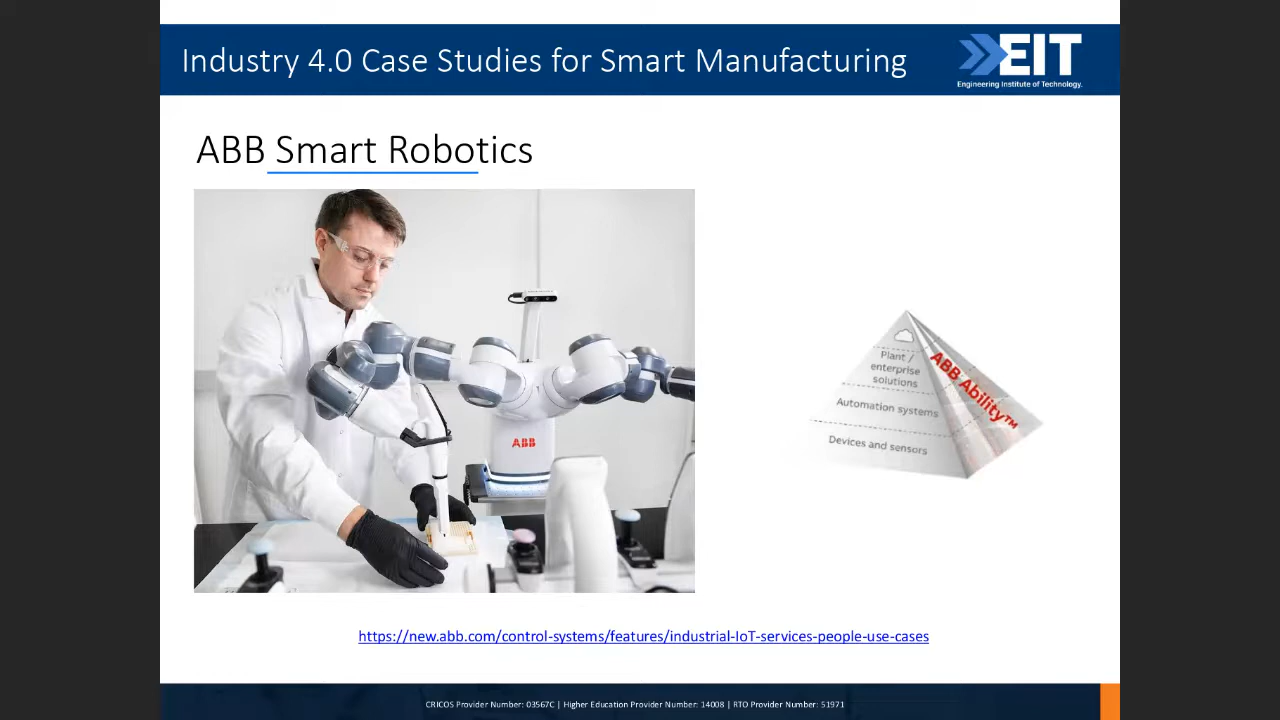 Industry 4.0 Case Studies for Smart Manufacturing
EIT
Engineering Institute of Technology.
ABB Smart Robotics
ABB
Plant /
enterprise
solutions
Automation systems
Devices and sensors
ABB Ability™
https://new.abb.com/control-systems/features/industrial-IoT-services-people-use-cases
CRICOS Provider Number: 03567C | Higher Education Provider Number: 14008 | RTO Provider Number: 51971